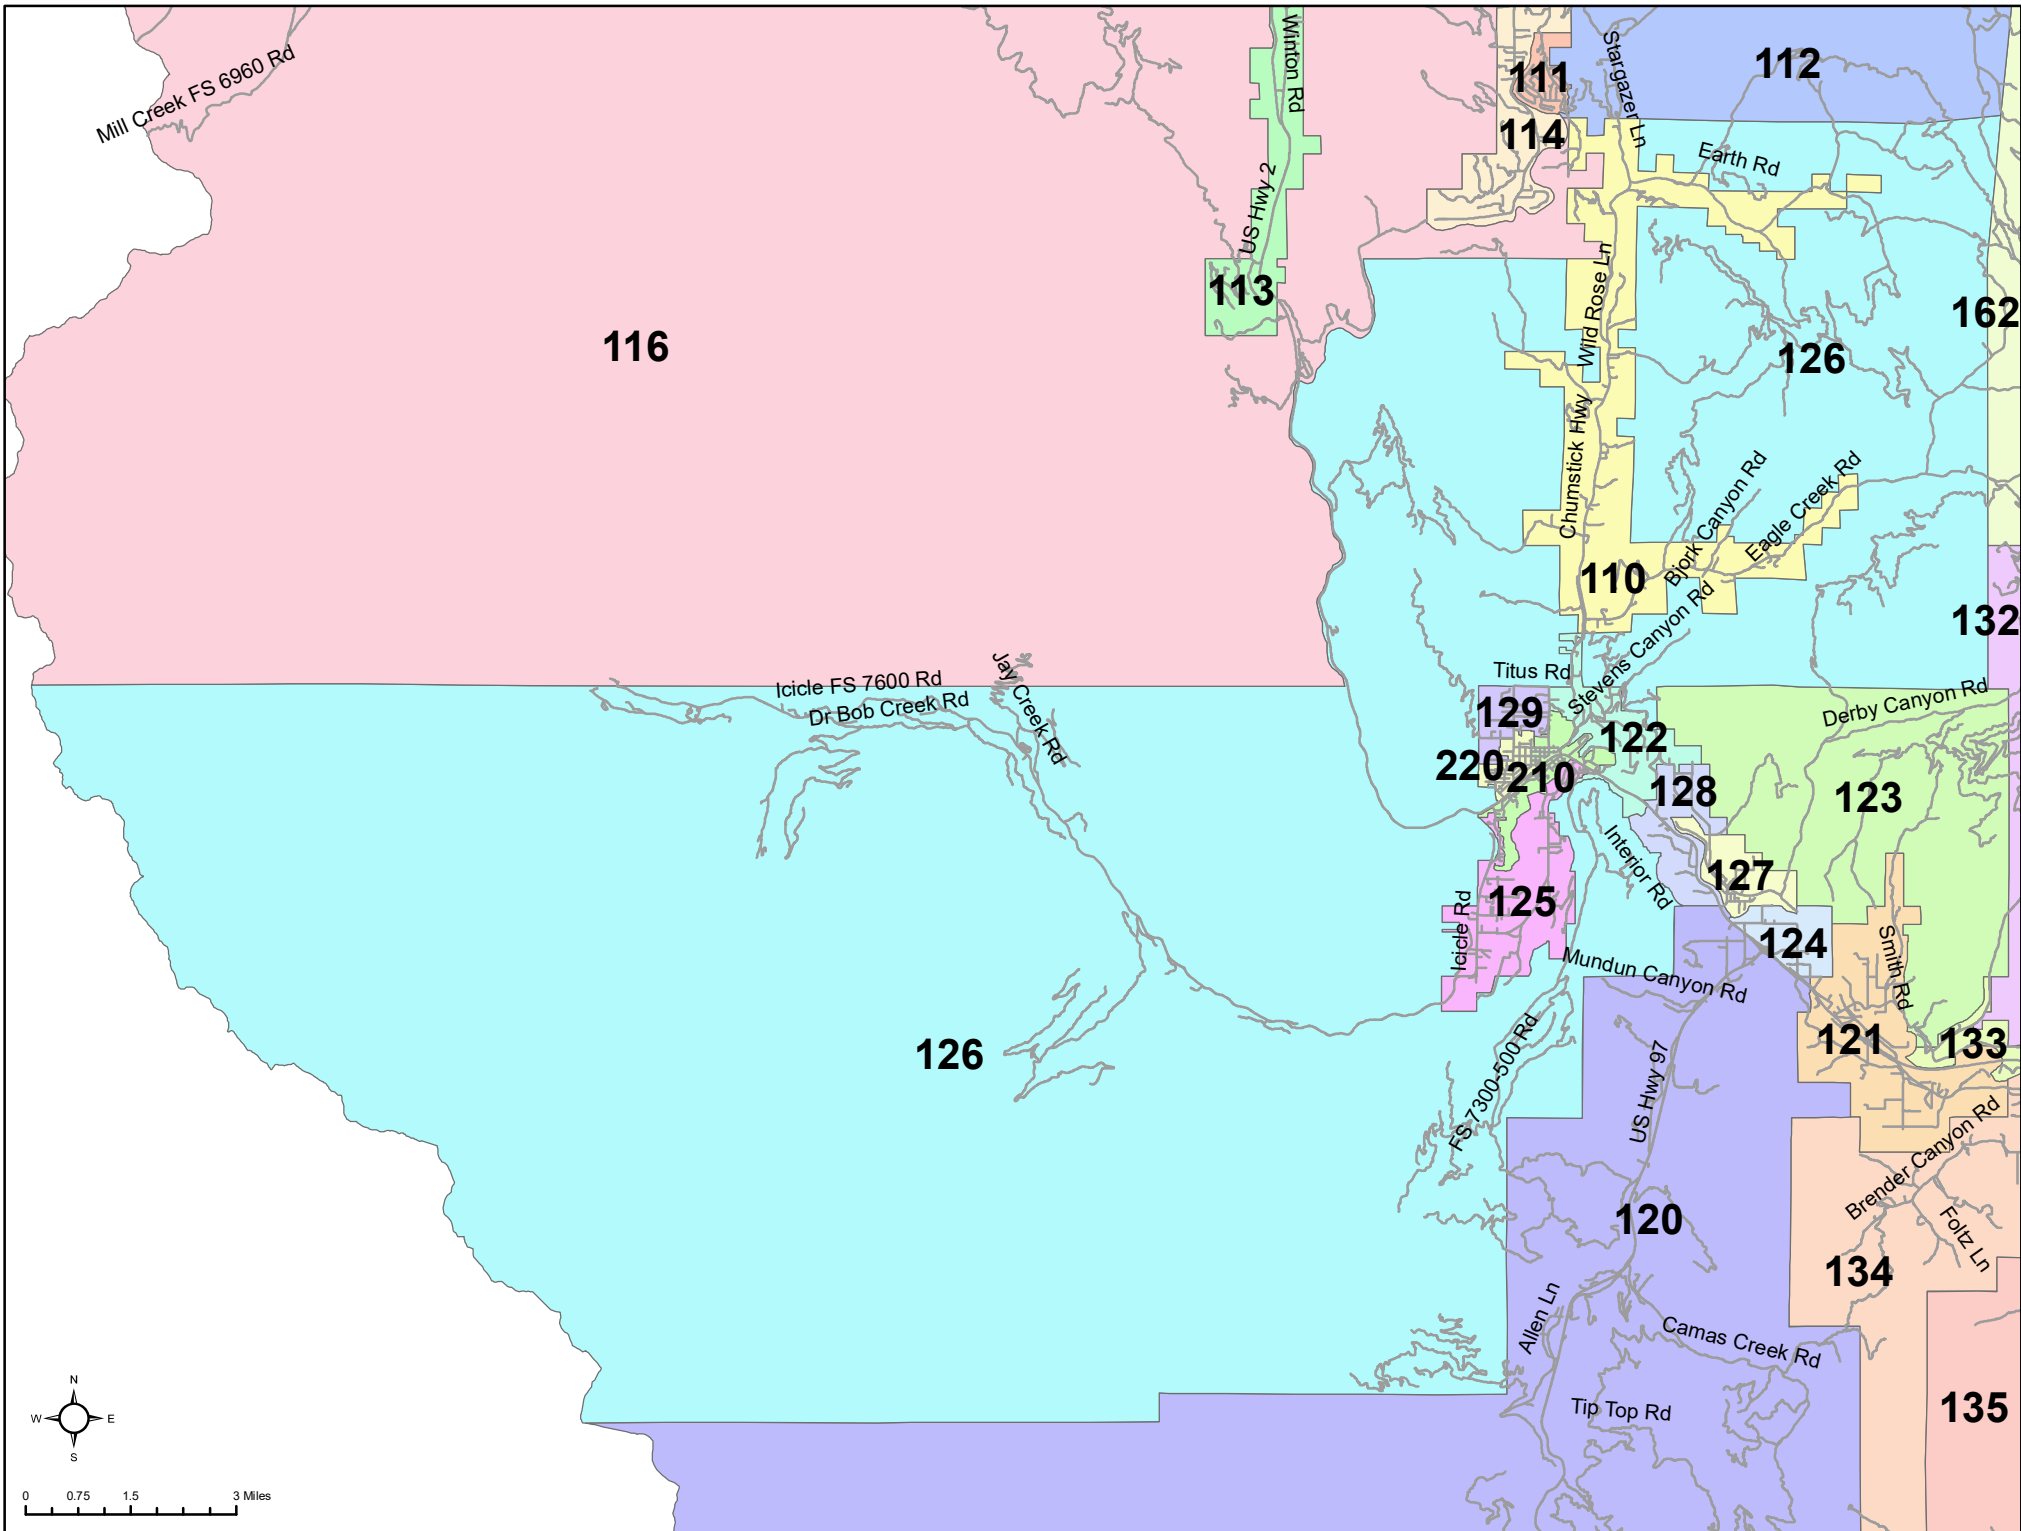 Mill Creek FS 6960 Rd
Winton Rd
111
Stargazer Ln
112
114
Earth Rd
US Hwy 2
113
116
Wild Rose Ln
162
126
Chumstick Hwy
Bjork Canyon Rd
Eagle Creek Rd
110
132
Stevens Canyon Rd
Titus Rd
Icicle FS 7600 Rd
Jay Creek Rd
Dr Bob Creek Rd
129
Derby Canyon Rd
122
220
210
128
123
Interior Rd
127
125
Icicle Rd
124
Smith Rd
Mundun Canyon Rd
126
FS 7300-500 Rd
US Hwy 97
121
133
Brender Canyon Rd
120
Foltz Ln
134
Allen Ln
Camas Creek Rd
Tip Top Rd
135
N
W E
S
0 0.75 1.5 3 Miles